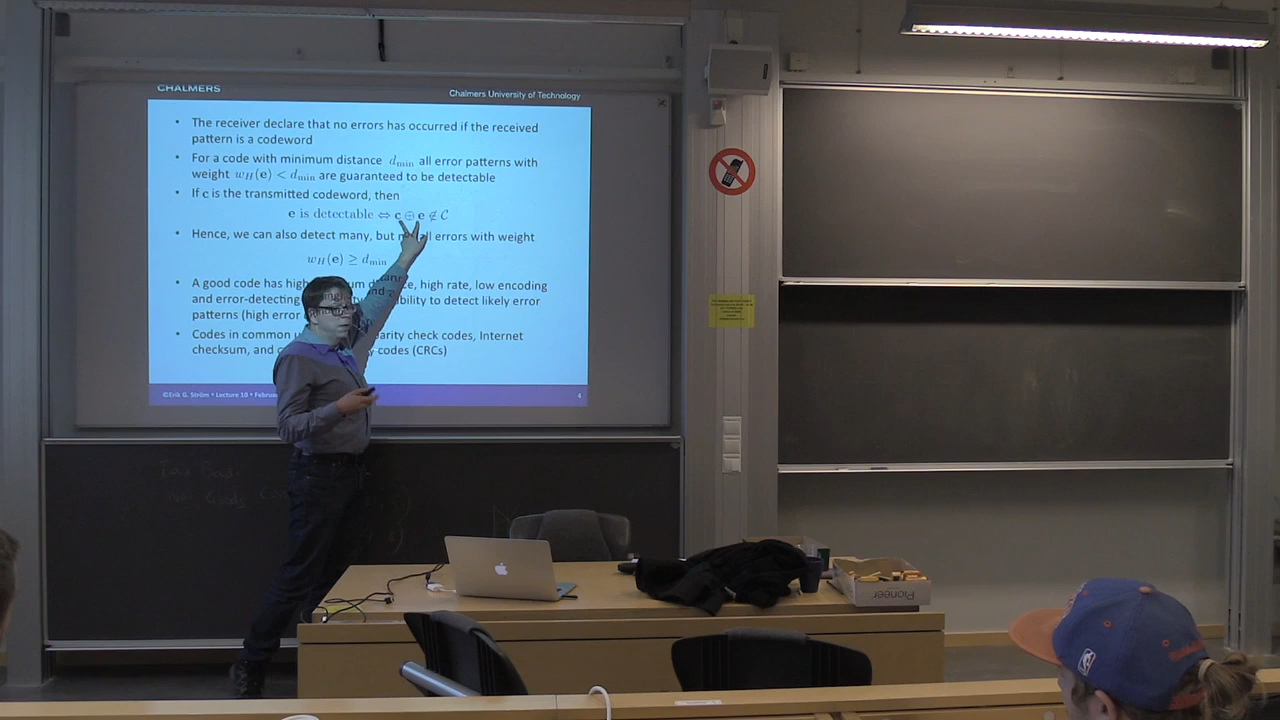 CHALMERS
Chalmers University of Technology
• The receiver declare that no errors has occurred if the received
pattern is a codeword
• For a code with minimum distance d_min all error patterns with
weight w_H(e) < d_min are guaranteed to be detectable
• If c is the transmitted codeword, then
e is detectable ⇔ c ⊕ e ∉ C
• Hence, we can also detect many, but all errors with weight
w_H(e) ≥ d_min
• A good code has high rate, low encoding
and error-detecting ability to detect likely error
patterns (high error
• Codes in common parity check codes, Internet
checksum, and codes (CRCs)
©Erik G. Ström • Lecture 10 •
4
Pioneer